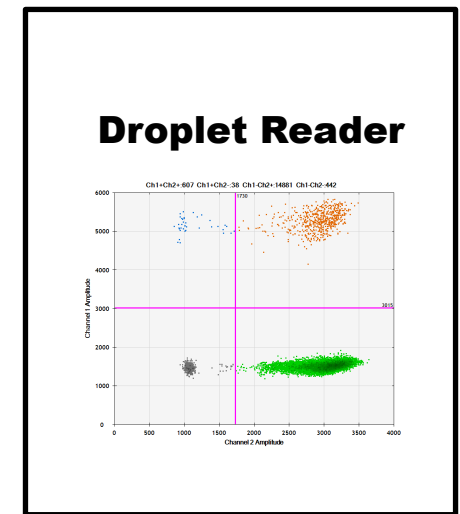 Droplet Reader
Ch1+Ch2+:607 Ch1+Ch2-:38 Ch1-Ch2+:14881 Ch1-Ch2-:442
1730
6000
5000
4000
3015
3000
2000
1000
0
Channel 1 Amplitude
0 500 1000 1500 2000 2500 3000 3500 4000
Channel 2 Amplitude